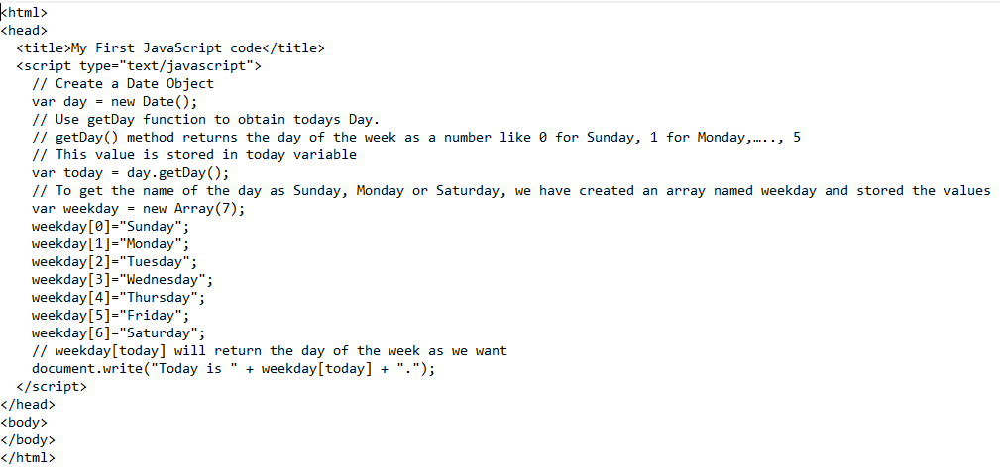 <html>
<head>
  <title>My First JavaScript code</title>
  <script type="text/javascript">
    // Create a Date Object
    var day = new Date();
    // Use getDay function to obtain todays Day.
    // getDay() method returns the day of the week as a number like 0 for Sunday, 1 for Monday,….., 5
    // This value is stored in today variable
    var today = day.getDay();
    // To get the name of the day as Sunday, Monday or Saturday, we have created an array named weekday and stored the values
    var weekday = new Array(7);
    weekday[0]="Sunday";
    weekday[1]="Monday";
    weekday[2]="Tuesday";
    weekday[3]="Wednesday";
    weekday[4]="Thursday";
    weekday[5]="Friday";
    weekday[6]="Saturday";
    // weekday[today] will return the day of the week as we want
    document.write("Today is " + weekday[today] + ".");
  </script>
</head>
<body>
</body>
</html>